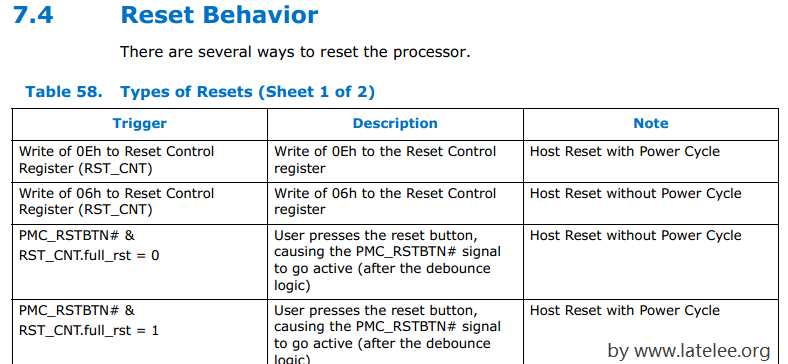 7.4 Reset Behavior
There are several ways to reset the processor.
Table 58. Types of Resets (Sheet 1 of 2)
Trigger Description Note
Write of 0Eh to Reset Control
Register (RST_CNT)
Write of 0Eh to the Reset Control
register
Host Reset with Power Cycle
Write of 06h to Reset Control
Register (RST_CNT)
Write of 06h to the Reset Control
register
Host Reset without Power Cycle
PMC_RSTBTN# &
RST_CNT.full_rst = 0
User presses the reset button,
causing the PMC_RSTBTN# signal
to go active (after the debounce
logic)
Host Reset without Power Cycle
PMC_RSTBTN# &
RST_CNT.full_rst = 1
User presses the reset button,
causing the PMC_RSTBTN# signal
to go active (after the debounce
logic)
Host Reset with Power Cycle
by www.latelee.org